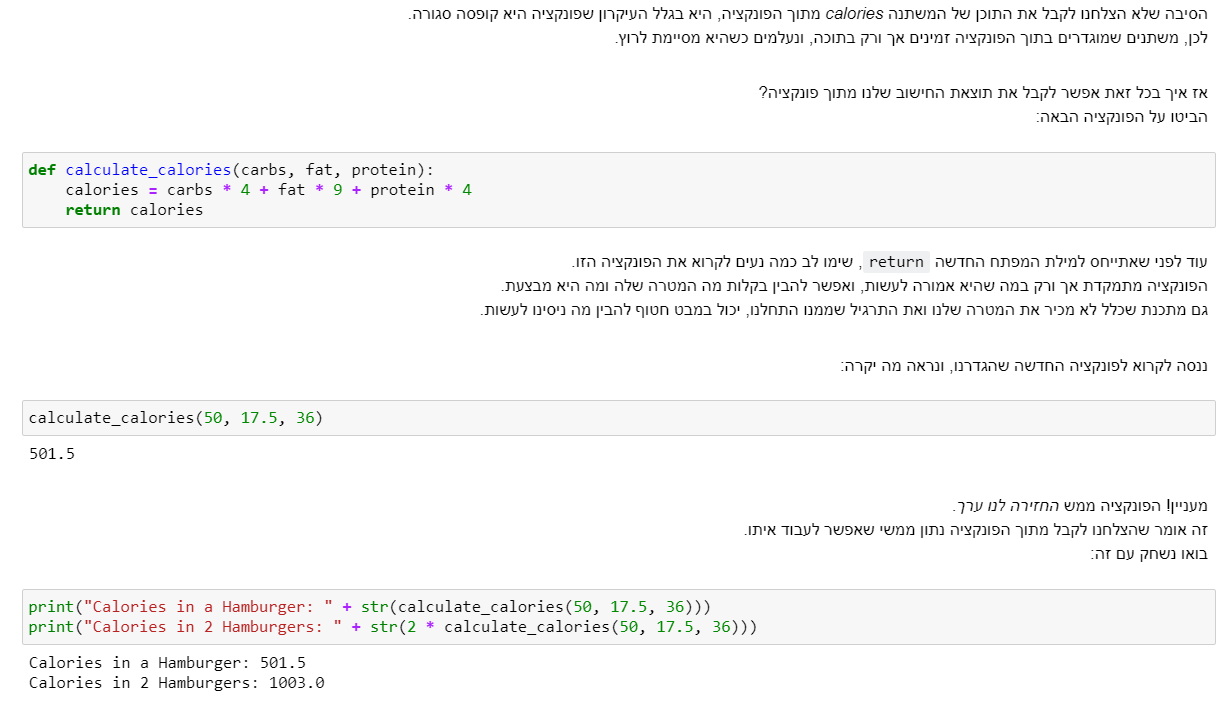 הסיבה שלא הצלחנו לקבל את התוכן של המשתנה calories מתוך הפונקציה, היא בגלל העיקרון שפונקציה היא קופסה סגורה.
לכן, משתנים שמוגדרים בתוך הפונקציה זמינים אך ורק בתוכה, ונעלמים כשהיא מסיימת לרוץ.
אז איך בכל זאת אפשר לקבל את תוצאת החישוב שלנו מתוך פונקציה?
הביטו על הפונקציה הבאה:
def calculate_calories(carbs, fat, protein):
    calories = carbs * 4 + fat * 9 + protein * 4
    return calories
עוד לפני שאתייחס למילת המפתח החדשה return, שימו לב כמה נעים לקרוא את הפונקציה הזו.
הפונקציה מתמקדת אך ורק במה שהיא אמורה לעשות, ואפשר להבין בקלות מה המטרה שלה ומה היא מבצעת.
גם מתכנת שכלל לא מכיר את המטרה שלנו ואת התרגיל שממנו התחלנו, יכול במבט חטוף להבין מה ניסינו לעשות.
ננסה לקרוא לפונקציה החדשה שהגדרנו, ונראה מה יקרה:
calculate_calories(50, 17.5, 36)
501.5
מעניין! הפונקציה ממש החזירה לנו ערך.
זה אומר שהצלחנו לקבל מתוך הפונקציה נתון ממשי שאפשר לעבוד איתו.
בואו נשחק עם זה:
print("Calories in a Hamburger: " + str(calculate_calories(50, 17.5, 36)))
print("Calories in 2 Hamburgers: " + str(2 * calculate_calories(50, 17.5, 36)))
Calories in a Hamburger: 501.5
Calories in 2 Hamburgers: 1003.0